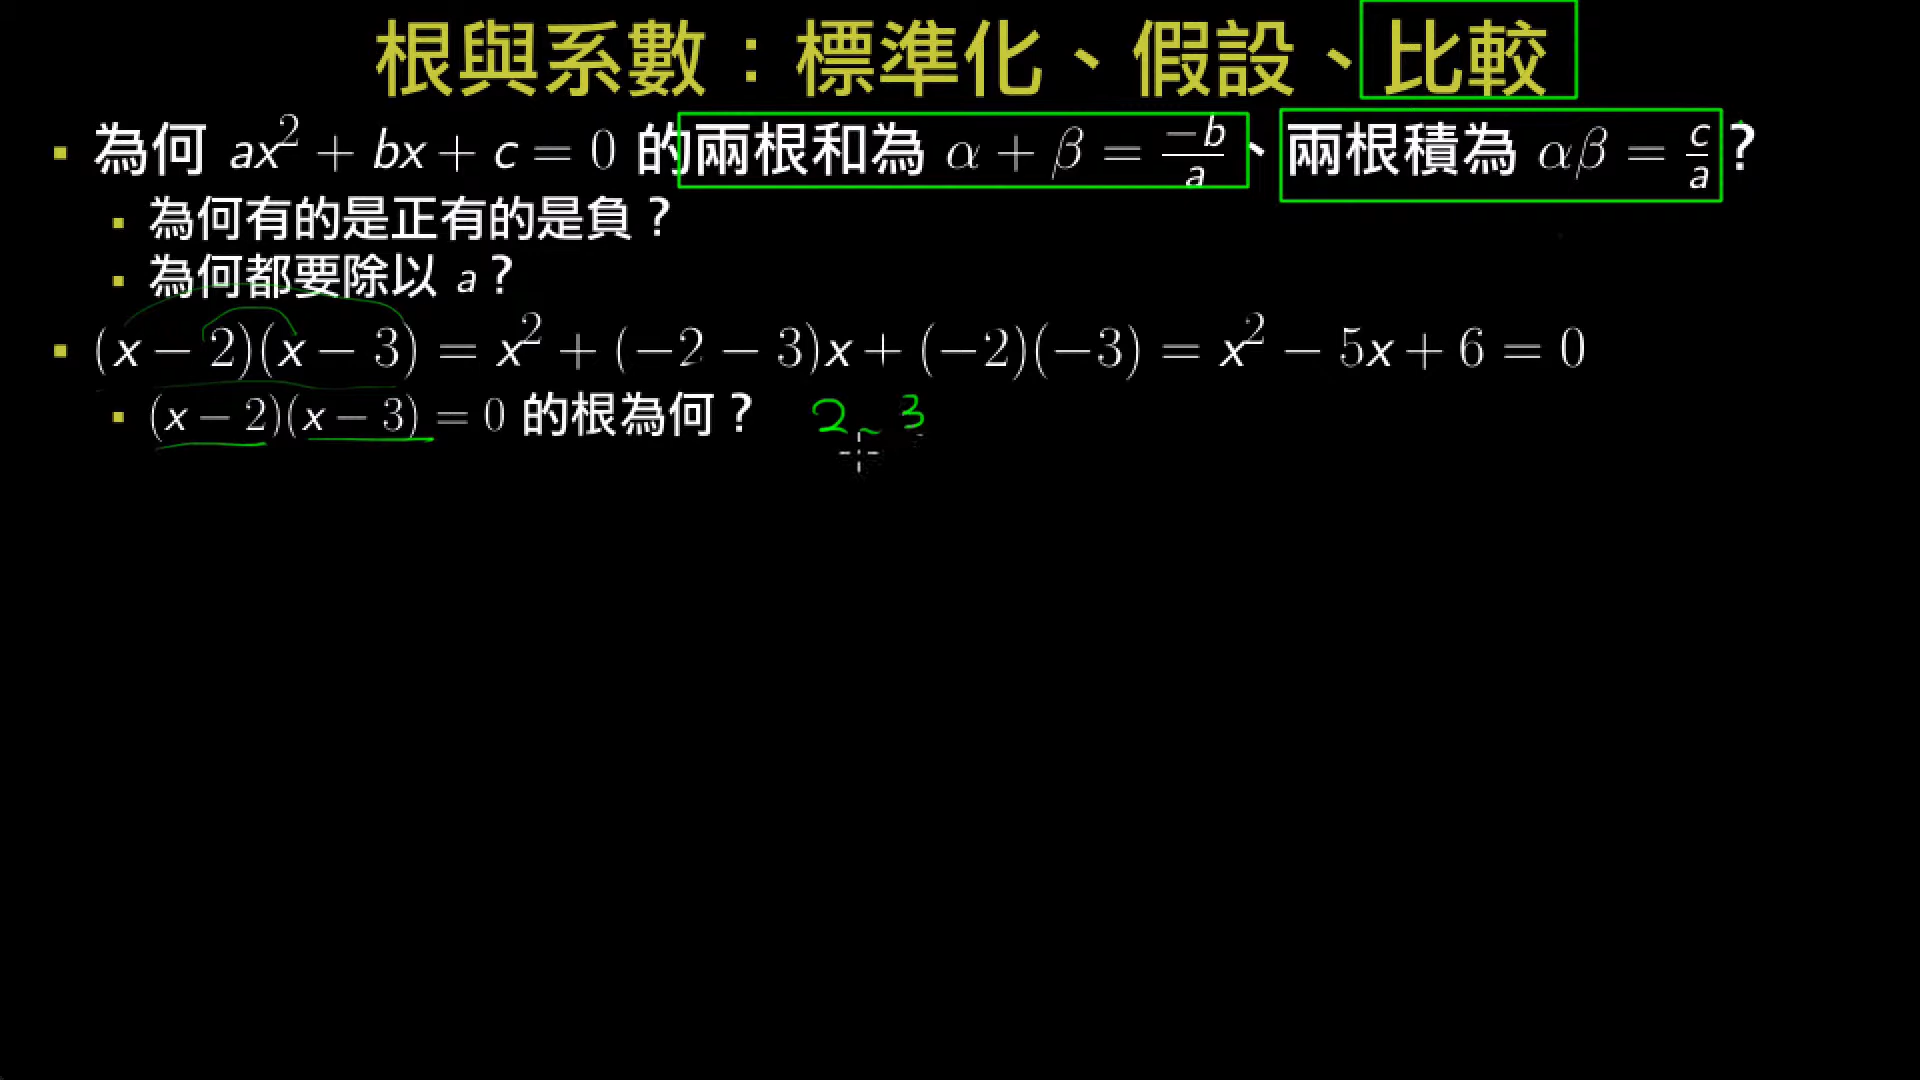 根與系數：標準化、假設、比較
為何 ax² + bx + c = 0 的兩根和為 α + β = −b/a、兩根積為 αβ = c/a？
為何有的是正有的是負？
為何都要除以 a？
(x − 2)(x − 3) = x² + (−2 − 3)x + (−2)(−3) = x² − 5x + 6 = 0
(x − 2)(x − 3) = 0 的根為何？ 2、3